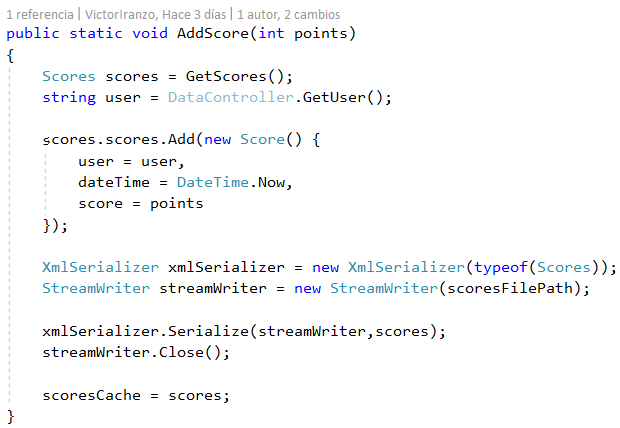 1 referencia | VictorIranzo, Hace 3 días | 1 autor, 2 cambios
public static void AddScore(int points)
{
    Scores scores = GetScores();
    string user = DataController.GetUser();

    scores.scores.Add(new Score() {
        user = user,
        dateTime = DateTime.Now,
        score = points
    });

    XmlSerializer xmlSerializer = new XmlSerializer(typeof(Scores));
    StreamWriter streamWriter = new StreamWriter(scoresFilePath);

    xmlSerializer.Serialize(streamWriter,scores);
    streamWriter.Close();

    scoresCache = scores;
}